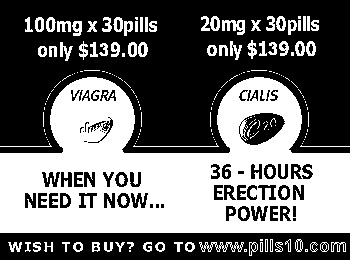 100mg x 30pills
only $139.00
VIAGRA
WHEN YOU
NEED IT NOW...
20mg x 30pills
only $139.00
CIALIS
36 - HOURS
ERECTION
POWER!
WISH TO BUY? GO TO www.pills10.com